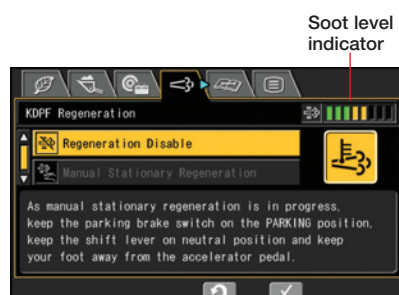 Soot level
indicator
KDPF Regeneration
Regeneration Disable
Manual Stationary Regeneration
As manual stationary regeneration is in progress,
keep the parking brake switch on the PARKING position,
keep the shift lever on neutral position and keep
your foot away from the accelerator pedal.